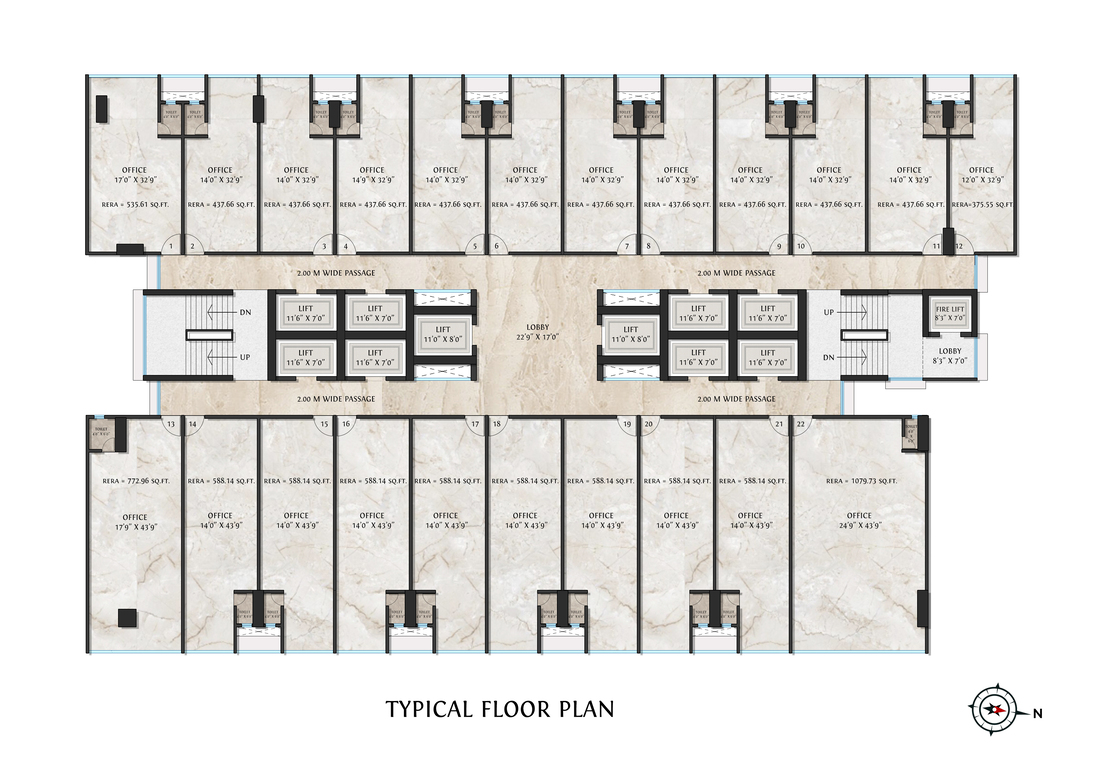 OFFICE
17'0" X 32'9"
RERA = 535.61 SQ.FT.
1
OFFICE
14'0" X 32'9"
RERA = 437.66 SQ.FT.
2
OFFICE
14'0" X 32'9"
RERA = 437.66 SQ.FT.
3
OFFICE
14'9" X 32'9"
RERA = 437.66 SQ.FT.
4
OFFICE
14'0" X 32'9"
RERA = 437.66 SQ.FT.
5
OFFICE
14'0" X 32'9"
RERA = 437.66 SQ.FT.
6
OFFICE
14'0" X 32'9"
RERA = 437.66 SQ.FT.
7
OFFICE
14'0" X 32'9"
RERA = 437.66 SQ.FT.
8
OFFICE
14'0" X 32'9"
RERA = 437.66 SQ.FT.
9
OFFICE
14'0" X 32'9"
RERA = 437.66 SQ.FT.
10
OFFICE
14'0" X 32'9"
RERA = 437.66 SQ.FT.
11
OFFICE
12'0" X 32'9"
RERA=375.55 SQ.FT.
12
2.00 M WIDE PASSAGE
2.00 M WIDE PASSAGE
DN
UP
LIFT
11'6" X 7'0"
LIFT
11'6" X 7'0"
LIFT
11'6" X 7'0"
LIFT
11'6" X 7'0"
LIFT
11'0" X 8'0"
LOBBY
22'9" X 17'0"
LIFT
11'0" X 8'0"
LIFT
11'6" X 7'0"
LIFT
11'6" X 7'0"
LIFT
11'6" X 7'0"
LIFT
11'6" X 7'0"
UP
DN
FIRE LIFT
8'3" X 7'0"
LOBBY
8'3" X 7'0"
2.00 M WIDE PASSAGE
2.00 M WIDE PASSAGE
13
RERA = 772.96 SQ.FT.
OFFICE
17'9" X 43'9"
14
RERA = 588.14 SQ.FT.
OFFICE
14'0" X 43'9"
15
RERA = 588.14 SQ.FT.
OFFICE
14'0" X 43'9"
16
RERA = 588.14 SQ.FT.
OFFICE
14'0" X 43'9"
17
RERA = 588.14 SQ.FT.
OFFICE
14'0" X 43'9"
18
RERA = 588.14 SQ.FT.
OFFICE
14'0" X 43'9"
19
RERA = 588.14 SQ.FT.
OFFICE
14'0" X 43'9"
20
RERA = 588.14 SQ.FT.
OFFICE
14'0" X 43'9"
21
RERA = 588.14 SQ.FT.
OFFICE
14'0" X 43'9"
22
RERA = 1079.73 SQ.FT.
OFFICE
24'9" X 43'9"
TYPICAL FLOOR PLAN
N